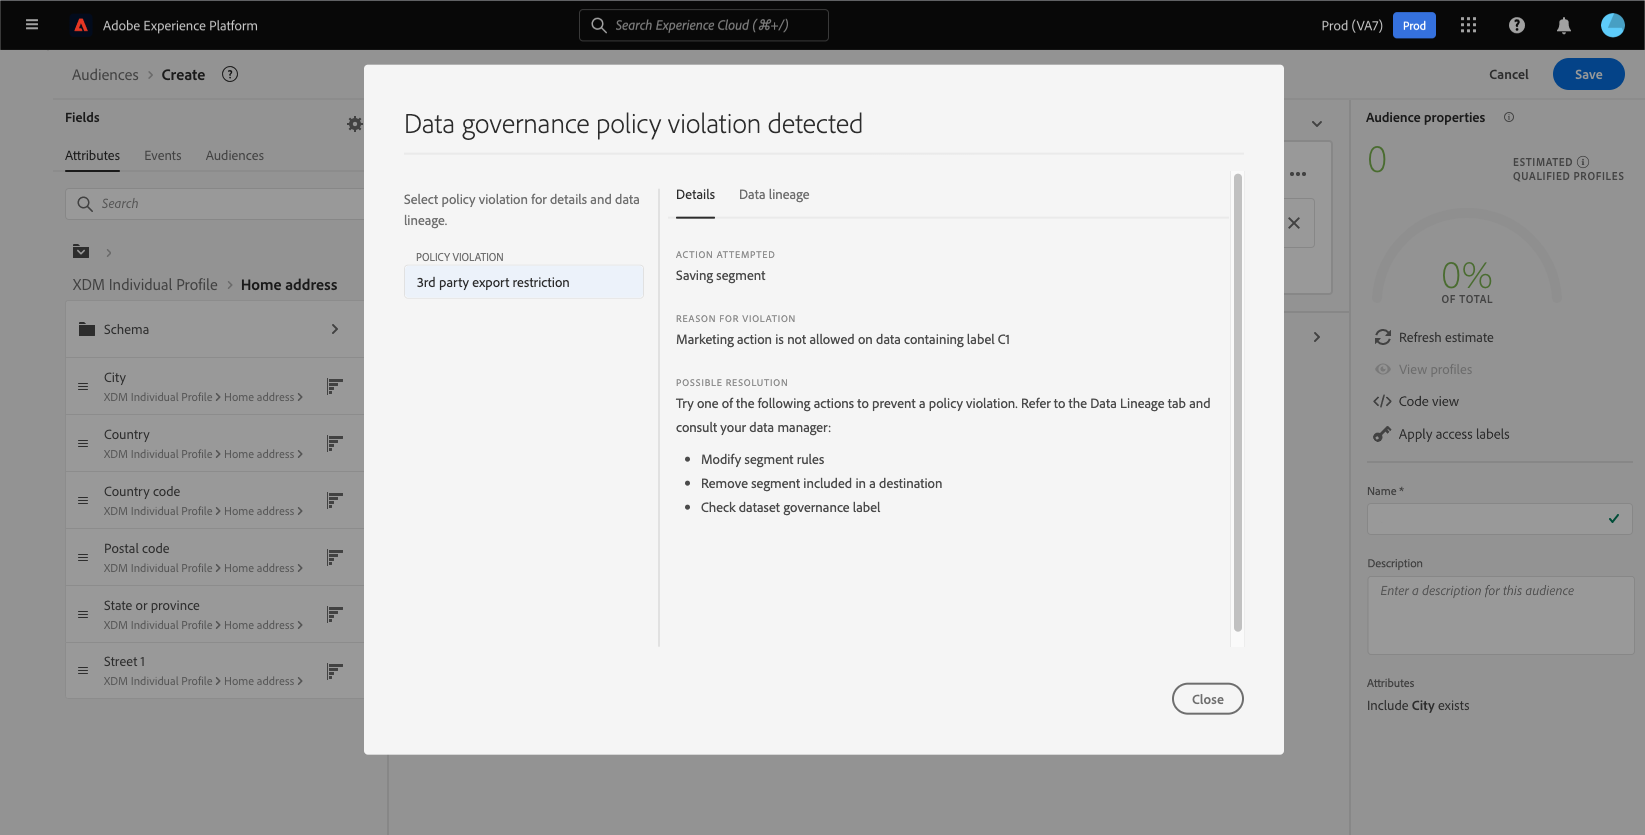 Adobe Experience Platform
Search Experience Cloud (⌘+/)
Prod (VA7)
Prod
Audiences > Create
Cancel
Save
Fields
Attributes
Events
Audiences
Search
XDM Individual Profile > Home address
Schema
City
XDM Individual Profile > Home address >
Country
XDM Individual Profile > Home address >
Country code
XDM Individual Profile > Home address >
Postal code
XDM Individual Profile > Home address >
State or province
XDM Individual Profile > Home address >
Street 1
XDM Individual Profile > Home address >
Data governance policy violation detected
Select policy violation for details and data
lineage.
POLICY VIOLATION
3rd party export restriction
Details
Data lineage
ACTION ATTEMPTED
Saving segment
REASON FOR VIOLATION
Marketing action is not allowed on data containing label C1
POSSIBLE RESOLUTION
Try one of the following actions to prevent a policy violation. Refer to the Data Lineage tab and
consult your data manager:
• Modify segment rules
• Remove segment included in a destination
• Check dataset governance label
Close
Audience properties
0
ESTIMATED
QUALIFIED PROFILES
0%
OF TOTAL
Refresh estimate
View profiles
Code view
Apply access labels
Name *
Description
Enter a description for this audience
Attributes
Include City exists